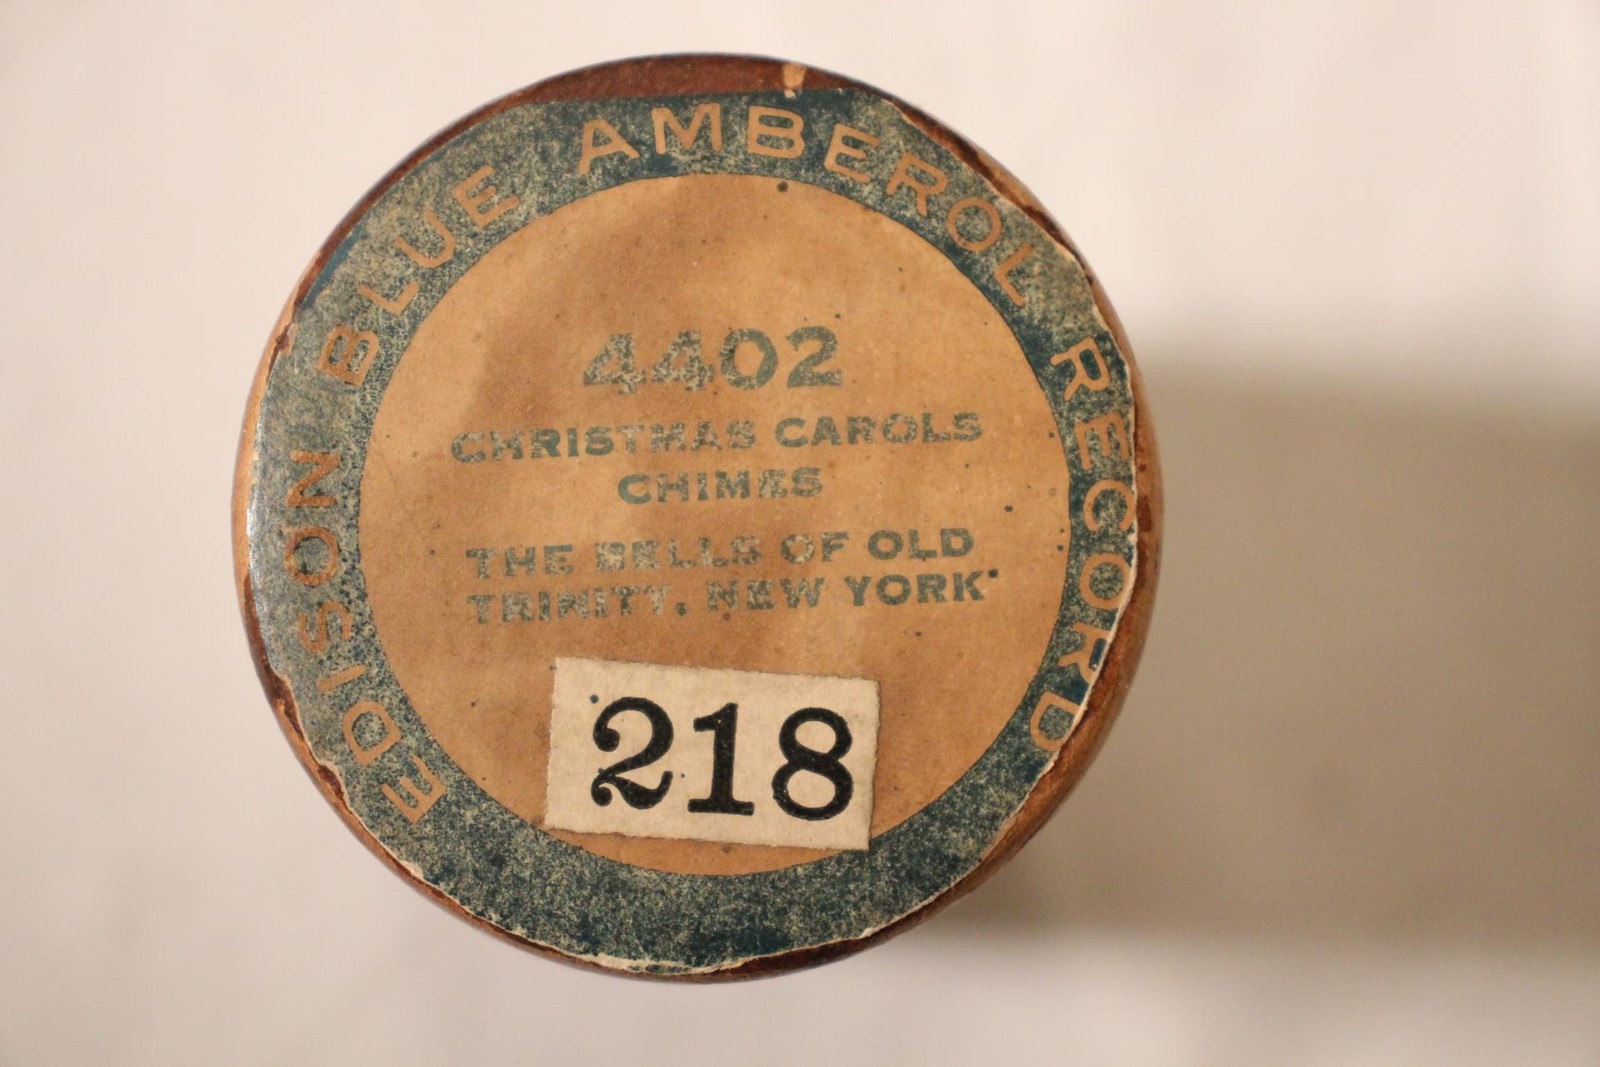 EDISON BLUE AMBEROL RECORD
4402
CHRISTMAS CAROLS
CHIMES
THE BELLS OF OLD
TRINITY, NEW YORK
218